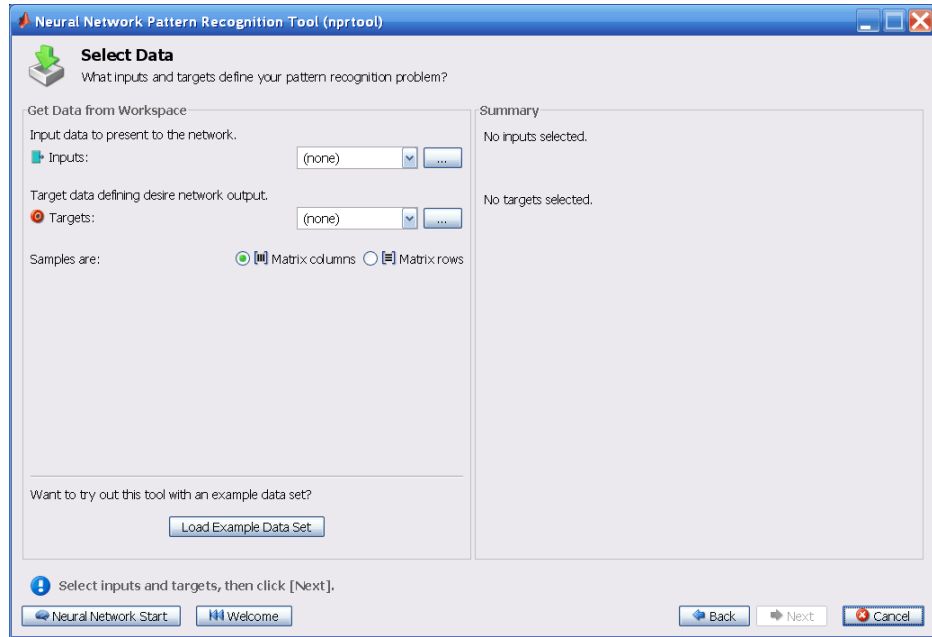 Neural Network Pattern Recognition Tool (nprtool)
Select Data
What inputs and targets define your pattern recognition problem?
Get Data from Workspace
Input data to present to the network.
Inputs: (none) ...
Target data defining desire network output.
Targets: (none) ...
Samples are: Matrix columns Matrix rows
Want to try out this tool with an example data set?
Load Example Data Set
Summary
No inputs selected.
No targets selected.
Select inputs and targets, then click [Next].
Neural Network Start Welcome Back Next Cancel